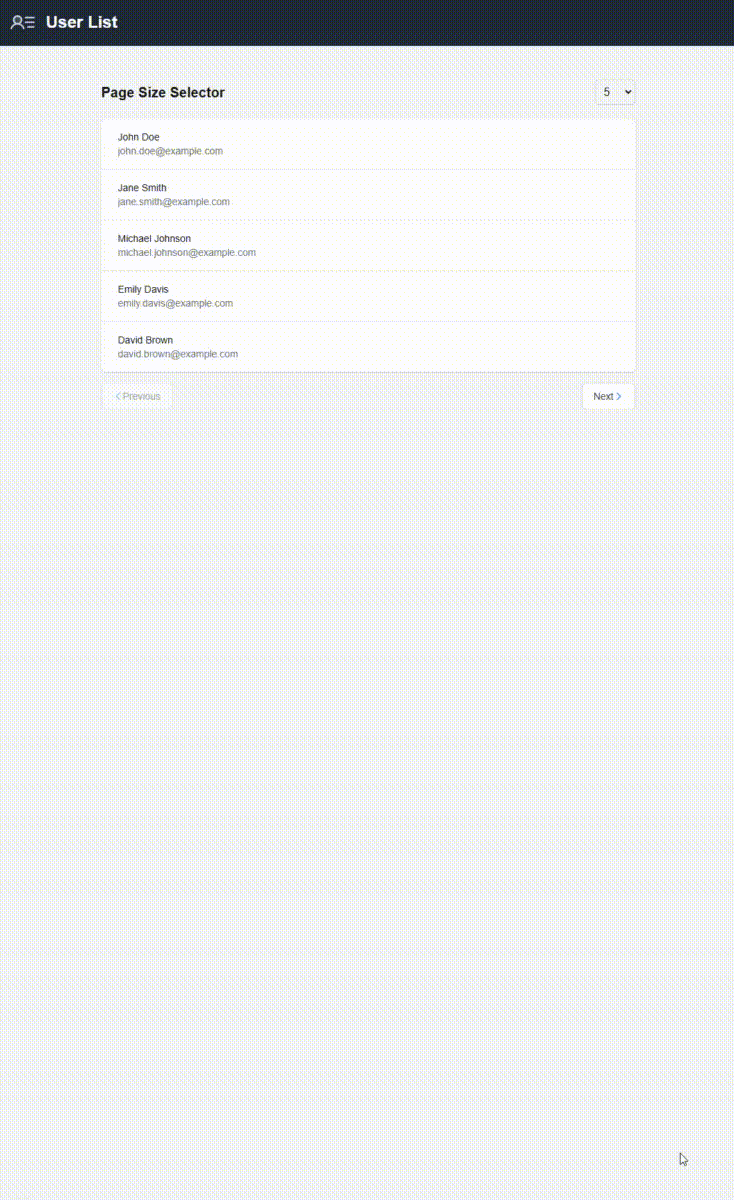 User List
Page Size Selector
5
John Doe
john.doe@example.com
Jane Smith
jane.smith@example.com
Michael Johnson
michael.johnson@example.com
Emily Davis
emily.davis@example.com
David Brown
david.brown@example.com
Previous
Next